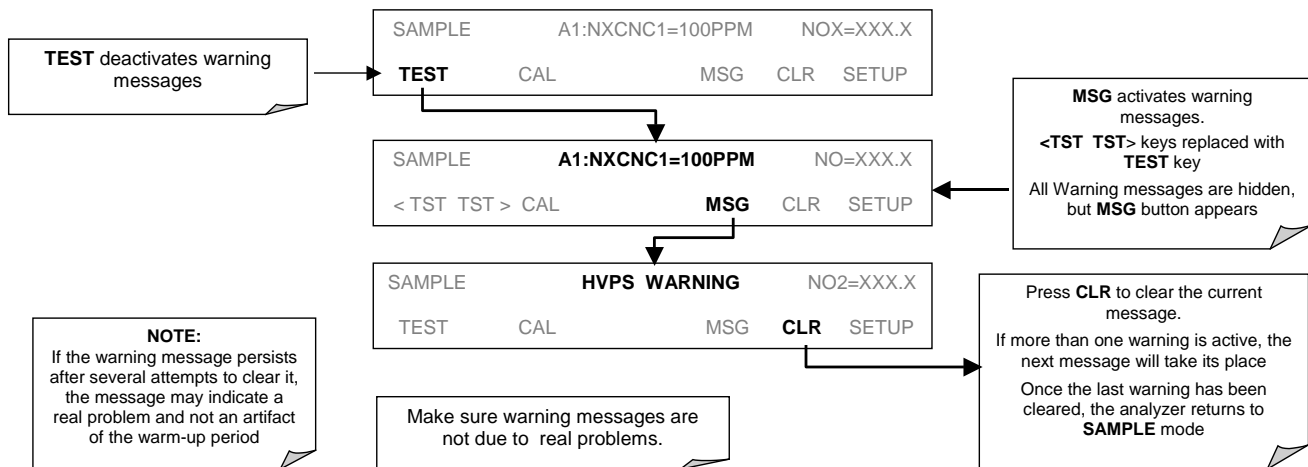 TEST deactivates warning
messages
SAMPLE A1:NXCNC1=100PPM NOX=XXX.X
TEST CAL MSG CLR SETUP
SAMPLE A1:NXCNC1=100PPM NO=XXX.X
< TST TST > CAL MSG CLR SETUP
MSG activates warning
messages.
<TST TST> keys replaced with
TEST key
All Warning messages are hidden,
but MSG button appears
SAMPLE HVPS WARNING NO2=XXX.X
TEST CAL MSG CLR SETUP
Press CLR to clear the current
message.
If more than one warning is active, the
next message will take its place
Once the last warning has been
cleared, the analyzer returns to
SAMPLE mode
NOTE:
If the warning message persists
after several attempts to clear it,
the message may indicate a
real problem and not an artifact
of the warm-up period
Make sure warning messages are
not due to real problems.